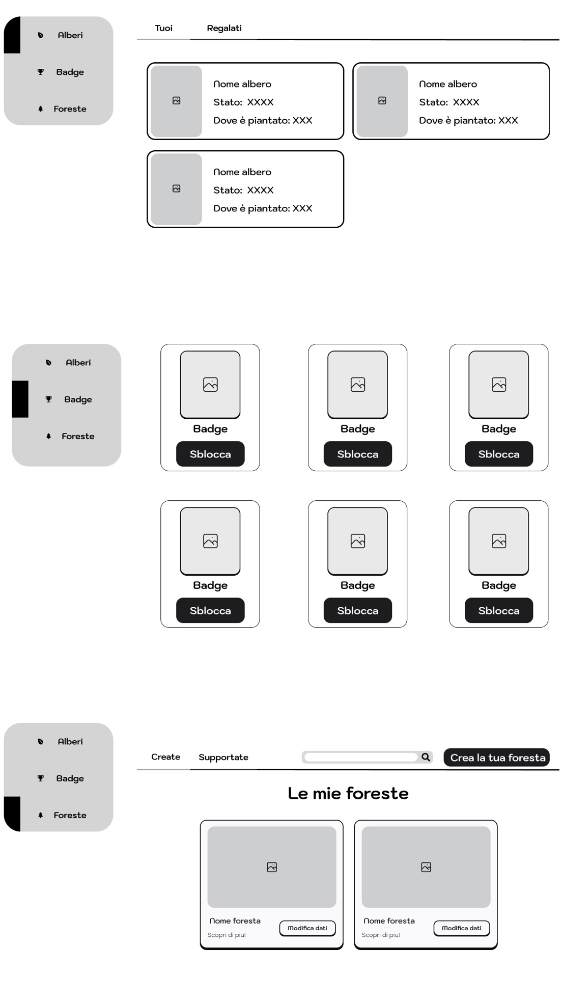 Alberi
Badge
Foreste
Tuoi Regalati
Nome albero
Stato: XXXX
Dove è piantato: XXX
Nome albero
Stato: XXXX
Dove è piantato: XXX
Nome albero
Stato: XXXX
Dove è piantato: XXX
Alberi
Badge
Foreste
Badge
Sblocca
Badge
Sblocca
Badge
Sblocca
Badge
Sblocca
Badge
Sblocca
Badge
Sblocca
Alberi
Badge
Foreste
Create Supportate
Crea la tua foresta
Le mie foreste
Nome foresta
Scopri di piu!
Modifica dati
Nome foresta
Scopri di piu!
Modifica dati